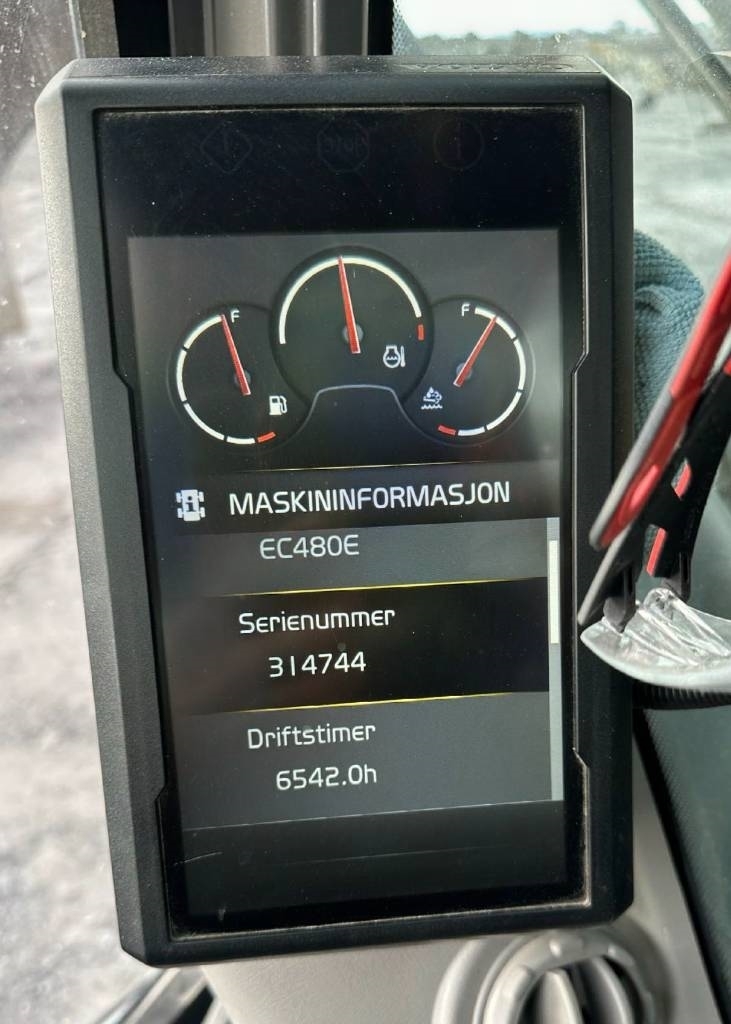 F
F
MASKININFORMASJON
EC480E
Serienummer
314744
Driftstimer
6542.0h